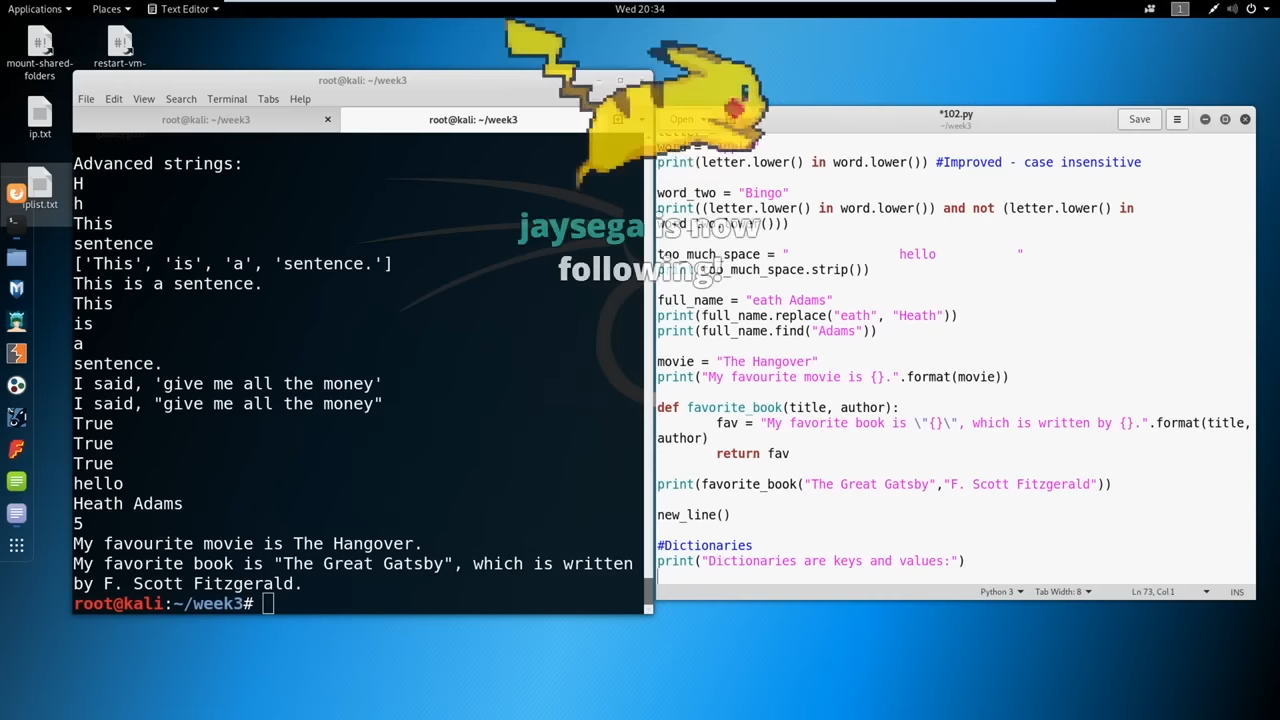 Applications Places Text Editor Wed 20:34 1
mount-shared-folders
restart-vm-
ip.txt
iplist.txt
root@kali: ~/week3
File Edit View Search Terminal Tabs Help
root@kali: ~/week3 × root@kali: ~/week3
Advanced strings:
H
h
This
sentence
['This', 'is', 'a', 'sentence.']
This is a sentence.
This
is
a
sentence.
I said, 'give me all the money'
I said, "give me all the money"
True
True
True
hello
Heath Adams
5
My favourite movie is The Hangover.
My favorite book is "The Great Gatsby", which is written
by F. Scott Fitzgerald.
root@kali:~/week3#
jaysega is now
following!
Open *102.py Save
~/week3
print(letter.lower() in word.lower()) #Improved - case insensitive
word_two = "Bingo"
print((letter.lower() in word.lower()) and not (letter.lower() in
too_much_space = " hello "
_much_space.strip())
full_name = "eath Adams"
print(full_name.replace("eath", "Heath"))
print(full_name.find("Adams"))
movie = "The Hangover"
print("My favourite movie is {}.".format(movie))
def favorite_book(title, author):
fav = "My favorite book is \"{}\", which is written by {}.".format(title,
author)
return fav
print(favorite_book("The Great Gatsby","F. Scott Fitzgerald"))
new_line()
#Dictionaries
print("Dictionaries are keys and values:")
Python 3 Tab Width: 8 Ln 73, Col 1 INS